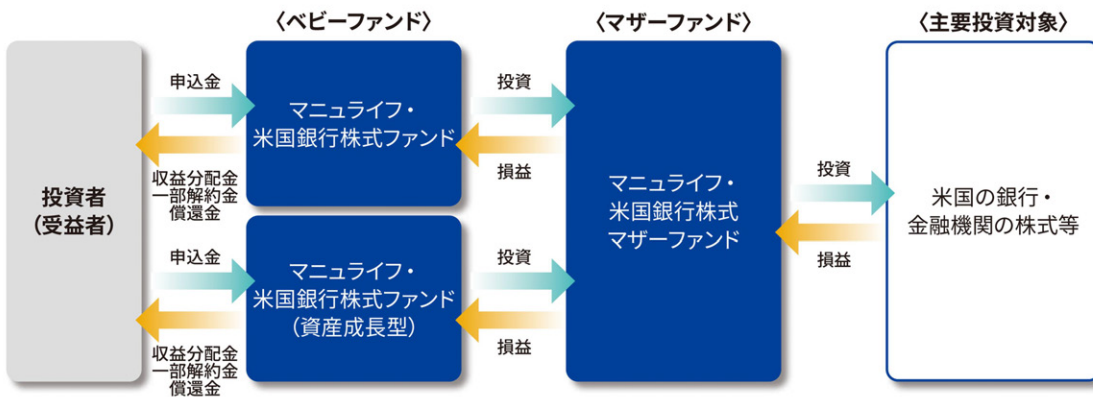 〈ベビーファンド〉
〈マザーファンド〉
〈主要投資対象〉
投資者
（受益者）
申込金
収益分配金
一部解約金
償還金
申込金
収益分配金
一部解約金
償還金
マニュライフ・
米国銀行株式ファンド
マニュライフ・
米国銀行株式ファンド
（資産成長型）
投資
損益
投資
損益
マニュライフ・
米国銀行株式
マザーファンド
投資
損益
米国の銀行・
金融機関の株式等